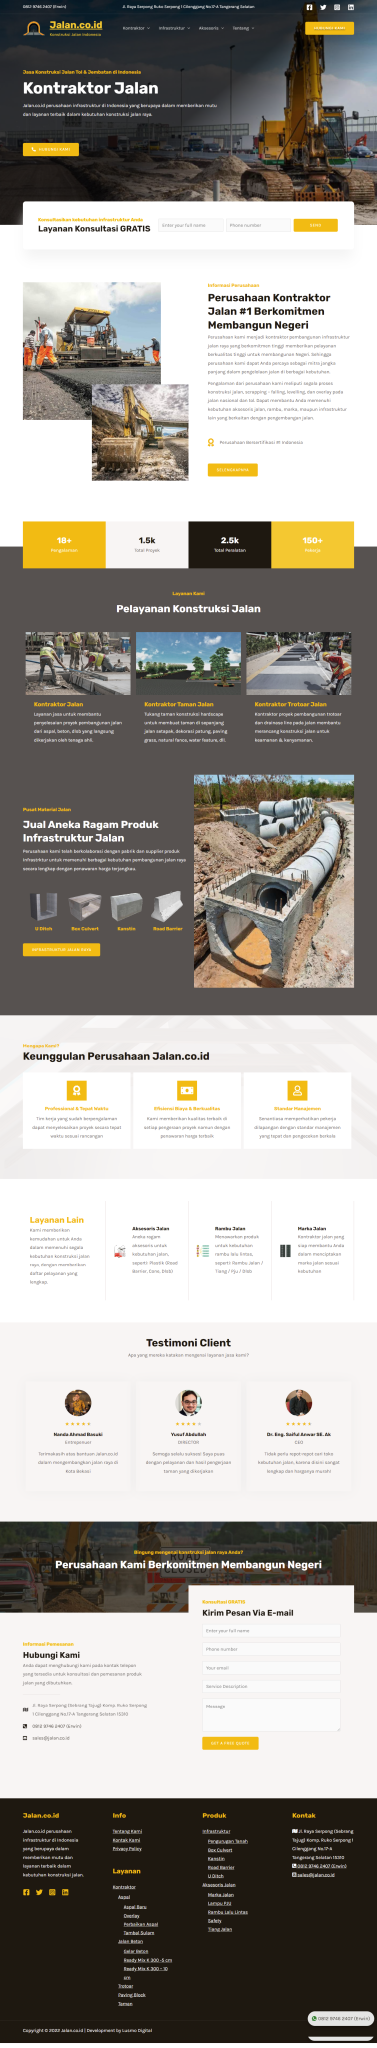 0812 9746 2407 (Erwin)
Jl. Raya Serpong Ruko Serpong 1 Cilenggang No.17-A Tangerang Selatan
Jalan.co.id
Konstruksi Jalan Indonesia
Kontraktor
Infrastruktur
Aksesoris
Tentang
Jasa Konstruksi Jalan Tol & Jembatan di Indonesia
Kontraktor Jalan
Jalan.co.id perusahaan infrastruktur di Indonesia yang berupaya dalam memberikan mutu
dan layanan terbaik dalam kebutuhan konstruksi jalan raya.
HUBUNGI KAMI
Konsultasikan kebutuhan Infrastruktur Anda
Layanan Konsultasi GRATIS
Enter your full name
Phone number
SEND
Informasi Perusahaan
Perusahaan Kontraktor
Jalan #1 Berkomitmen
Membangun Negeri
Perusahaan kami menjadi kontraktor pembangunan infrastruktur
jalan raya yang berkomitmen tinggi memberikan pelayanan
berkualitas tinggi untuk membangunan Negeri. Sehingga
perusahaan kami dapat Anda percaya sebagai mitra jangka
panjang dalam pengelolaan jalan di berbagai kebutuhan.
Pengalaman dari perusahaan kami meliputi segala proses
konstruksi jalan, scrapping – falling, levelling, dan overlay pada
jalan nasional dan tol. Dapat membantu Anda memenuhi
kebutuhan aksesoris jalan, rambu, marka, maupun infrastruktur
lain yang berkaitan dengan pengembangan jalan.
Perusahaan Bersertifikasi #1 Indonesia
SELENGKAPNYA
18+
Pengalaman
1.5k
Total Proyek
2.5k
Total Peralatan
150+
Pekerja
Layanan Kami
Pelayanan Konstruksi Jalan
Kontraktor Jalan
Layanan jasa untuk membantu
penyelesaian proyek pembangunan jalan
dari aspal, beton, dlsb yang langsung
dikerjakan oleh tenaga ahli.
Kontraktor Taman Jalan
Tukang taman konstruksi hardscape
untuk membuat taman di sepanjang
jalan setapak, dekorasi patung, paving
grass, natural fence, water feature, dll.
Kontraktor Trotoar Jalan
Kontraktor proyek pembangunan trotoar
dan drainase line pada jalan membantu
merancang konstruksi jalan untuk
keamanan & kenyamanan.
Pusat Material Jalan
Jual Aneka Ragam Produk
Infrastruktur Jalan
Perusahaan kami telah berkolaborasi dengan pabrik dan supplier produk
infrastrktur untuk memenuhi berbagai kebutuhan pembangunan jalan raya
secara lengkap dengan penawaran harga terjangkau.
U Ditch
Box Culvert
Kanstin
Road Barrier
INFRASTRUKTUR JALAN RAYA
Mengapa Kami?
Keunggulan Perusahaan Jalan.co.id
Professional & Tepat Waktu
Tim kerja yang sudah berpengalaman
dapat menyelesaikan proyek secara tepat
waktu sesuai rancangan
Efisiensi Biaya & Berkualitas
Kami memberikan kualitas terbaik di
setiap pengerjaan proyek namun dengan
penawaran harga terbaik
Standar Manajemen
Senantiasa memperhatikan pekerja
dilapangan dengan standar manajemen
yang tepat dan pengerakan berkala
Layanan Lain
Kami memberikan
kemudahan untuk Anda
dalam memenuhi segala
kebutuhan konstruksi jalan
raya, dengan memberikan
daftar pelayanan yang
lengkap.
Aksesoris Jalan
Aneka ragam
aksesoris untuk
kebutuhan jalan,
seperti Plastik (Road
Barrier, Cone, Dlsb)
Rambu Jalan
Menawarkan produk
untuk kebutuhan
rambu lalu lintas,
seperti Rambu Jalan /
Tiang / Pju / Dlsb
Marka Jalan
Kontraktor jalan yang
siap membantu Anda
dalam menciptakan
marka jalan sesuai
kebutuhan
Testimoni Client
Apa yang mereka katakan mengenai layanan jasa Kami?
Nanda Ahmad Basuki
Entrepenuer
Terimakasih atas bantuan Jalan.co.id
dalam mengembangkan jalan raya di
Kota Bekasi
Yusuf Abdullah
DIRECTOR
Semoga selalu sukses! Saya puas
dengan pelayanan dan hasil pengerjaan
taman yang dikerjakan
Dr. Eng. Saiful Anwar SE. Ak
CEO
Tidak perlu repot-repot cari toko
kebutuhan jalan, karena disini sangat
lengkap dan harganya murah!
Bingung mengenai konstruksi jalan raya Anda?
Perusahaan Kami Berkomitmen Membangun Negeri
Informasi Pemesanan
Hubungi Kami
Anda dapat menghubungi kami pada kontak telepon
yang tersedia untuk konsultasi dan pemesanan produk
jalan yang dibutuhkan.
Jl. Raya Serpong (Sebrang Tajug) Komp. Ruko Serpong
1 Cilenggang No.17-A Tangerang Selatan 15310
0812 9746 2407 (Erwin)
sales@jalan.co.id
Konsultasi GRATIS
Kirim Pesan Via E-mail
Enter your full name
Phone number
Your email
Service Description
Message
GET A FREE QUOTE
Jalan.co.id
Jalan.co.id perusahaan
infrastruktur di Indonesia
yang berupaya dalam
memberikan mutu dan
layanan terbaik dalam
kebutuhan konstruksi jalan
raya.
Info
Tentang Kami
Kontak Kami
Privacy Policy
Layanan
Kontraktor
Aspal
Aspal Baru
Overlay
Perbaikan Aspal
Tambal Sulam
Jalan Beton
Gelar Beton
Ready Mix K 300 -5 cm
Ready Mix K 300 – 10
cm
Trotoar
Paving Block
Taman
Produk
Infrastruktur
Pengurugan Tanah
Box Culvert
Kanstin
Road Barrier
U Ditch
Aksesoris Jalan
Marka Jalan
Lampu PJU
Rambu Lalu Lintas
Safety
Tiang Jalan
Kontak
Jl. Raya Serpong (Sebrang
Tajug) Komp. Ruko Serpong 1
Cilenggang No.17-A
Tangerang Selatan 15310
0812 9746 2407 (Erwin)
sales@jalan.co.id
0812 9746 2407 (Erwin)
Copyright © 2022 Jalan.co.id | Development by Lusmo Digital